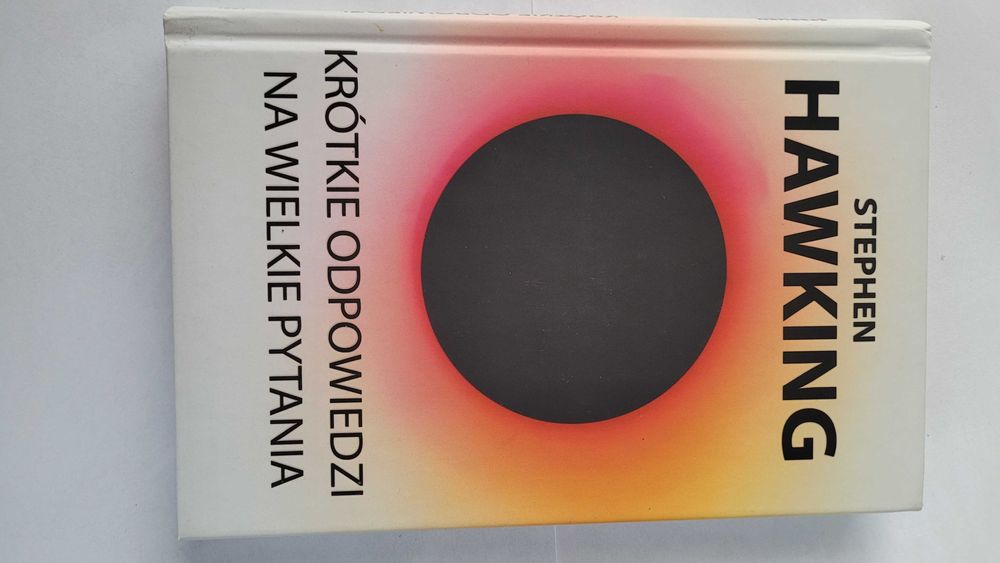 STEPHEN
HAWKING
KRÓTKIE ODPOWIEDZI
NA WIELKIE PYTANIA